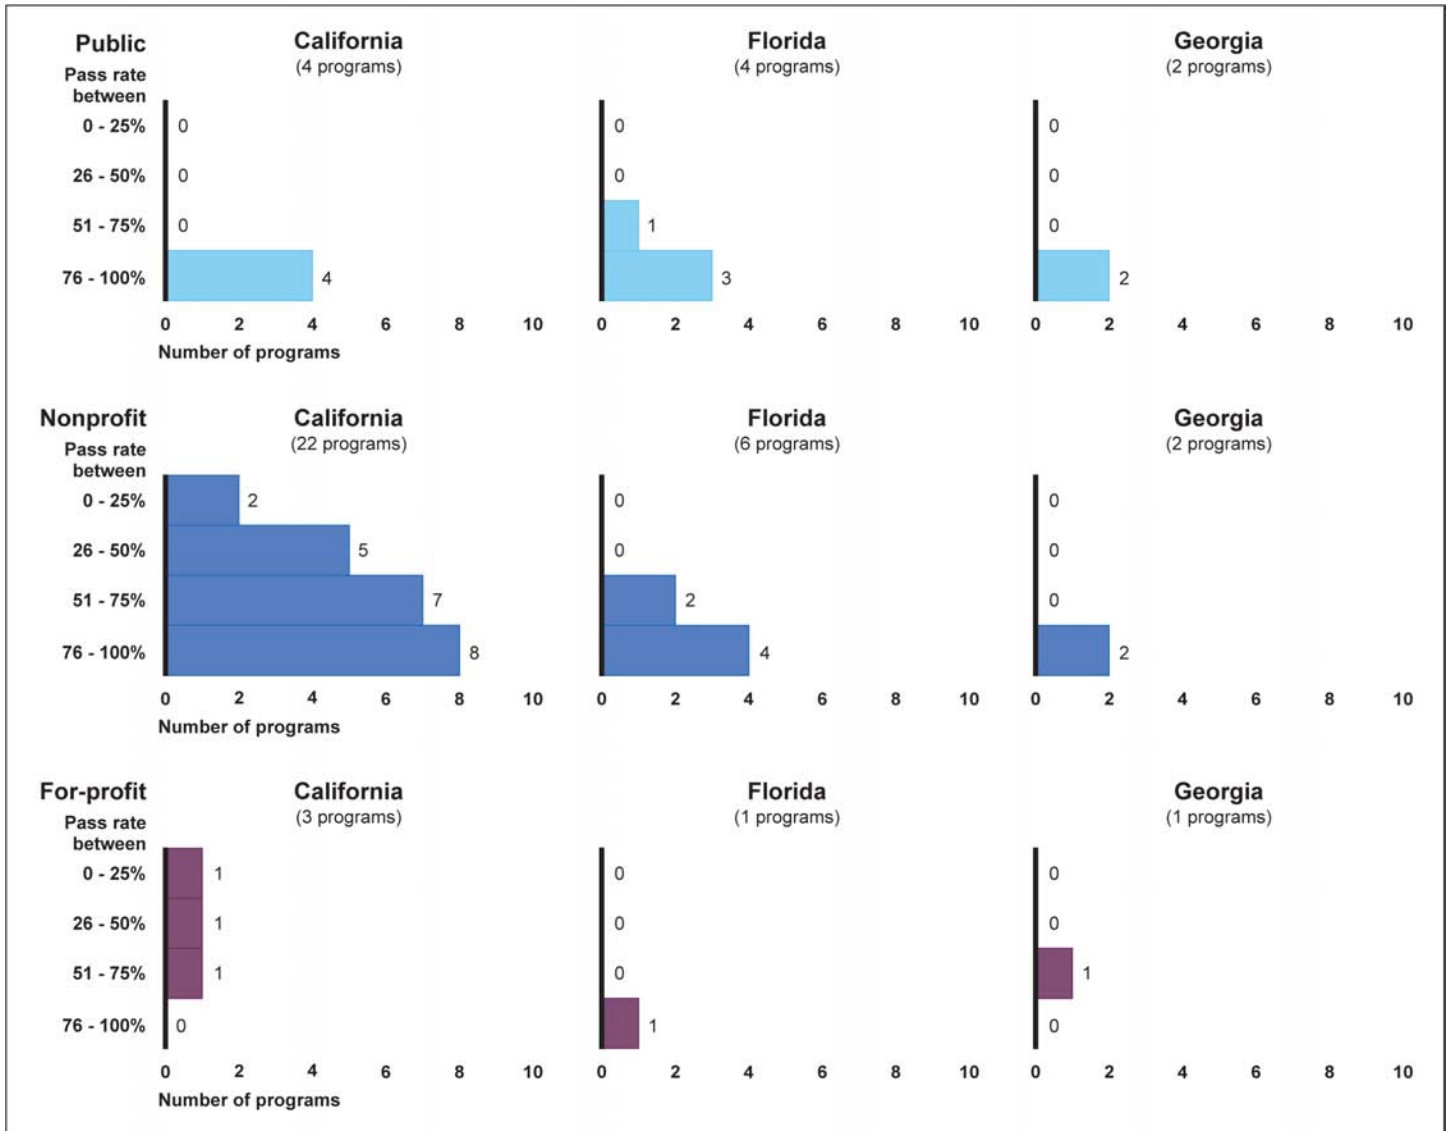 Public
California
(4 programs)
Florida
(4 programs)
Georgia
(2 programs)
Pass rate
between
0 - 25% 0 0 0
26 - 50% 0 0 0
51 - 75% 0 1 0
76 - 100% 4 3 2
0 2 4 6 8 10 0 2 4 6 8 10 0 2 4 6 8 10
Number of programs
Nonprofit
California
(22 programs)
Florida
(6 programs)
Georgia
(2 programs)
Pass rate
between
0 - 25% 2 0 0
26 - 50% 5 0 0
51 - 75% 7 2 0
76 - 100% 8 4 2
0 2 4 6 8 10 0 2 4 6 8 10 0 2 4 6 8 10
Number of programs
For-profit
California
(3 programs)
Florida
(1 programs)
Georgia
(1 programs)
Pass rate
between
0 - 25% 1 0 0
26 - 50% 1 0 0
51 - 75% 1 0 1
76 - 100% 0 1 0
0 2 4 6 8 10 0 2 4 6 8 10 0 2 4 6 8 10
Number of programs